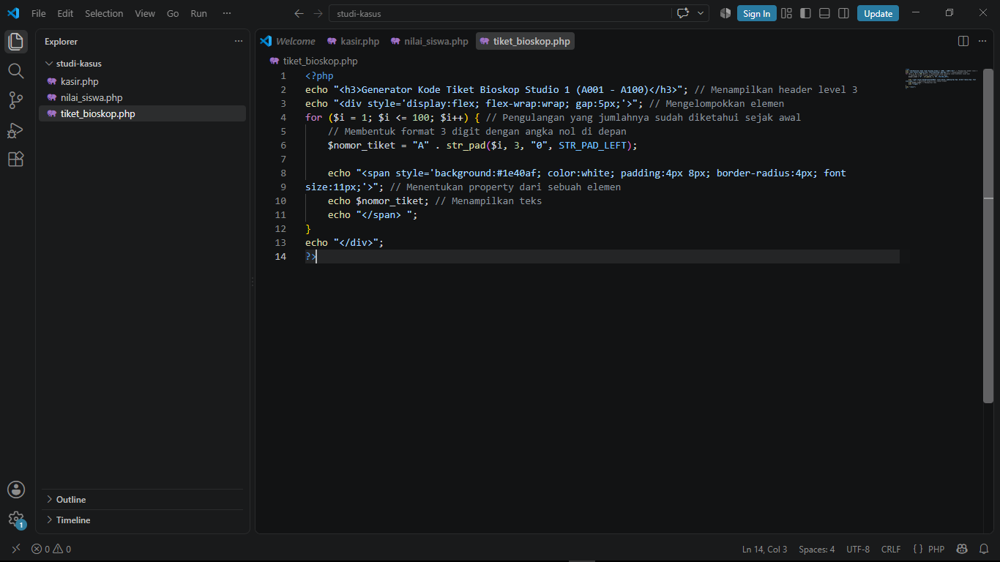 File Edit Selection View Go Run ··· studi-kasus Sign In Update
Explorer ···
studi-kasus
kasir.php
nilai_siswa.php
tiket_bioskop.php
Welcome kasir.php nilai_siswa.php tiket_bioskop.php ···
tiket_bioskop.php
1 <?php
2 echo "<h3>Generator Kode Tiket Bioskop Studio 1 (A001 - A100)</h3>"; // Menampilkan header level 3
3 echo "<div style='display:flex; flex-wrap:wrap; gap:5px;'>"; // Mengelompokkan elemen
4 for ($i = 1; $i <= 100; $i++) { // Pengulangan yang jumlahnya sudah diketahui sejak awal
5     // Membentuk format 3 digit dengan angka nol di depan
6     $nomor_tiket = "A" . str_pad($i, 3, "0", STR_PAD_LEFT);
7
8     echo "<span style='background:#1e40af; color:white; padding:4px 8px; border-radius:4px; font
9 size:11px;'>"; // Menentukan property dari sebuah elemen
10     echo $nomor_tiket; // Menampilkan teks
11     echo "</span> ";
12 }
13 echo "</div>";
14 ?>
Outline
Timeline
1
0 0 Ln 14, Col 3 Spaces: 4 UTF-8 CRLF { } PHP